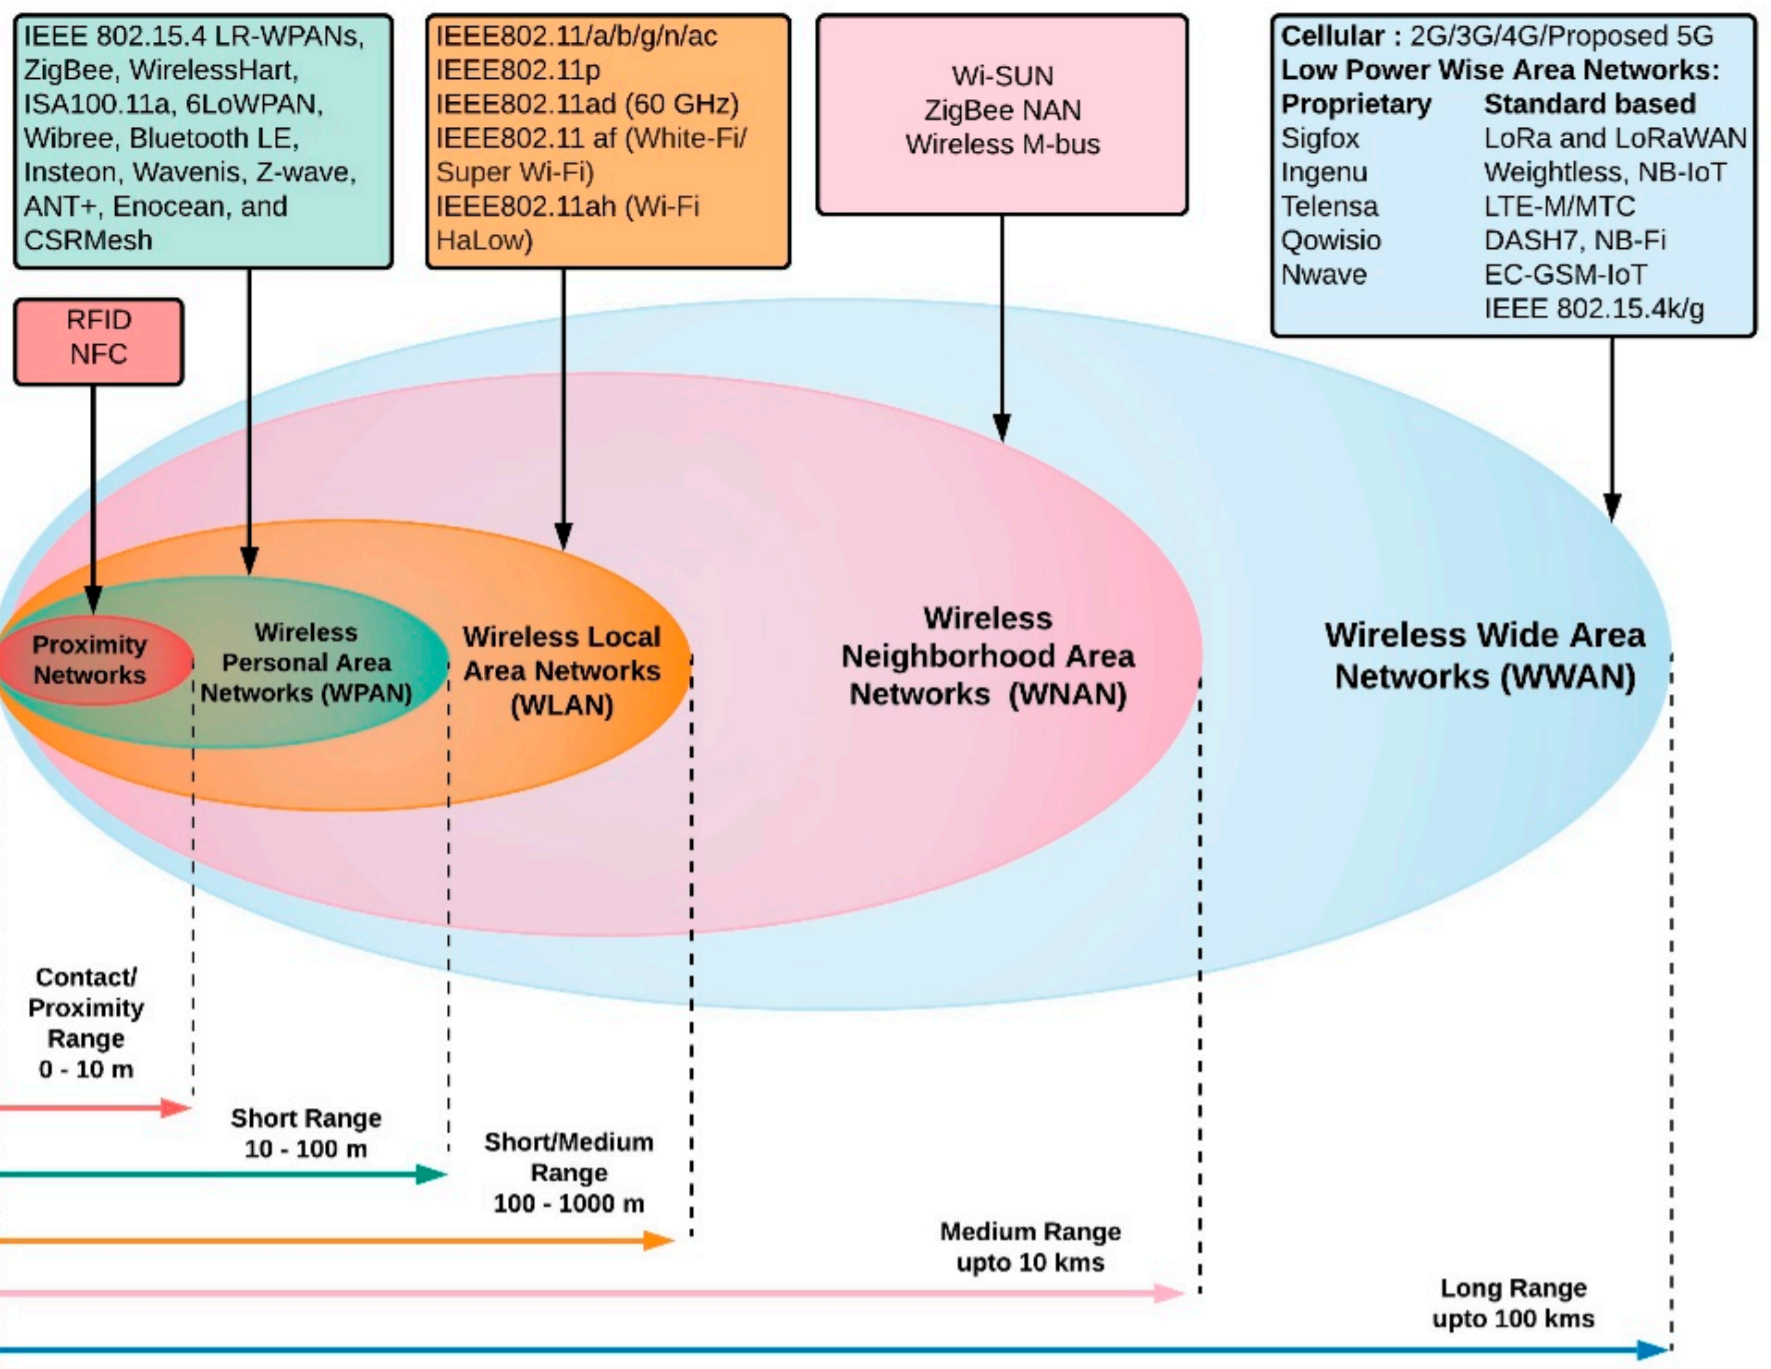 IEEE 802.15.4 LR-WPANs,
ZigBee, WirelessHart,
ISA100.11a, 6LoWPAN,
Wibree, Bluetooth LE,
Insteon, Wavenis, Z-wave,
ANT+, Enocean, and
CSRMesh
IEEE802.11/a/b/g/n/ac
IEEE802.11p
IEEE802.11ad (60 GHz)
IEEE802.11 af (White-Fi/
Super Wi-Fi)
IEEE802.11ah (Wi-Fi
HaLow)
Wi-SUN
ZigBee NAN
Wireless M-bus
Cellular : 2G/3G/4G/Proposed 5G
Low Power Wise Area Networks:
Proprietary Standard based
Sigfox LoRa and LoRaWAN
Ingenu Weightless, NB-IoT
Telensa LTE-M/MTC
Qowisio DASH7, NB-Fi
Nwave EC-GSM-IoT
IEEE 802.15.4k/g
RFID
NFC
Proximity
Networks
Wireless
Personal Area
Networks (WPAN)
Wireless Local
Area Networks
(WLAN)
Wireless
Neighborhood Area
Networks (WNAN)
Wireless Wide Area
Networks (WWAN)
Contact/
Proximity
Range
0 - 10 m
Short Range
10 - 100 m
Short/Medium
Range
100 - 1000 m
Medium Range
upto 10 kms
Long Range
upto 100 kms